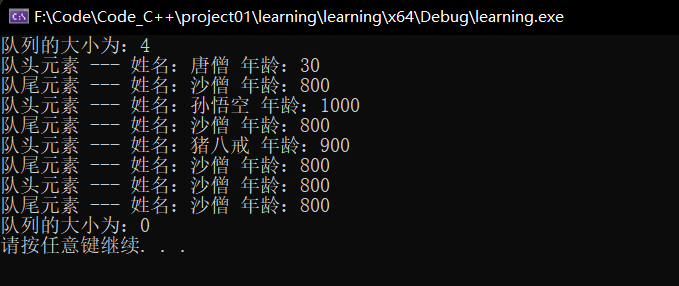 F:\Code\Code_C++\project01\learning\learning\x64\Debug\learning.exe
队列的大小为：4
队头元素 --- 姓名：唐僧 年龄：30
队尾元素 --- 姓名：沙僧 年龄：800
队头元素 --- 姓名：孙悟空 年龄：1000
队尾元素 --- 姓名：沙僧 年龄：800
队头元素 --- 姓名：猪八戒 年龄：900
队尾元素 --- 姓名：沙僧 年龄：800
队头元素 --- 姓名：沙僧 年龄：800
队尾元素 --- 姓名：沙僧 年龄：800
队列的大小为：0
请按任意键继续. . .